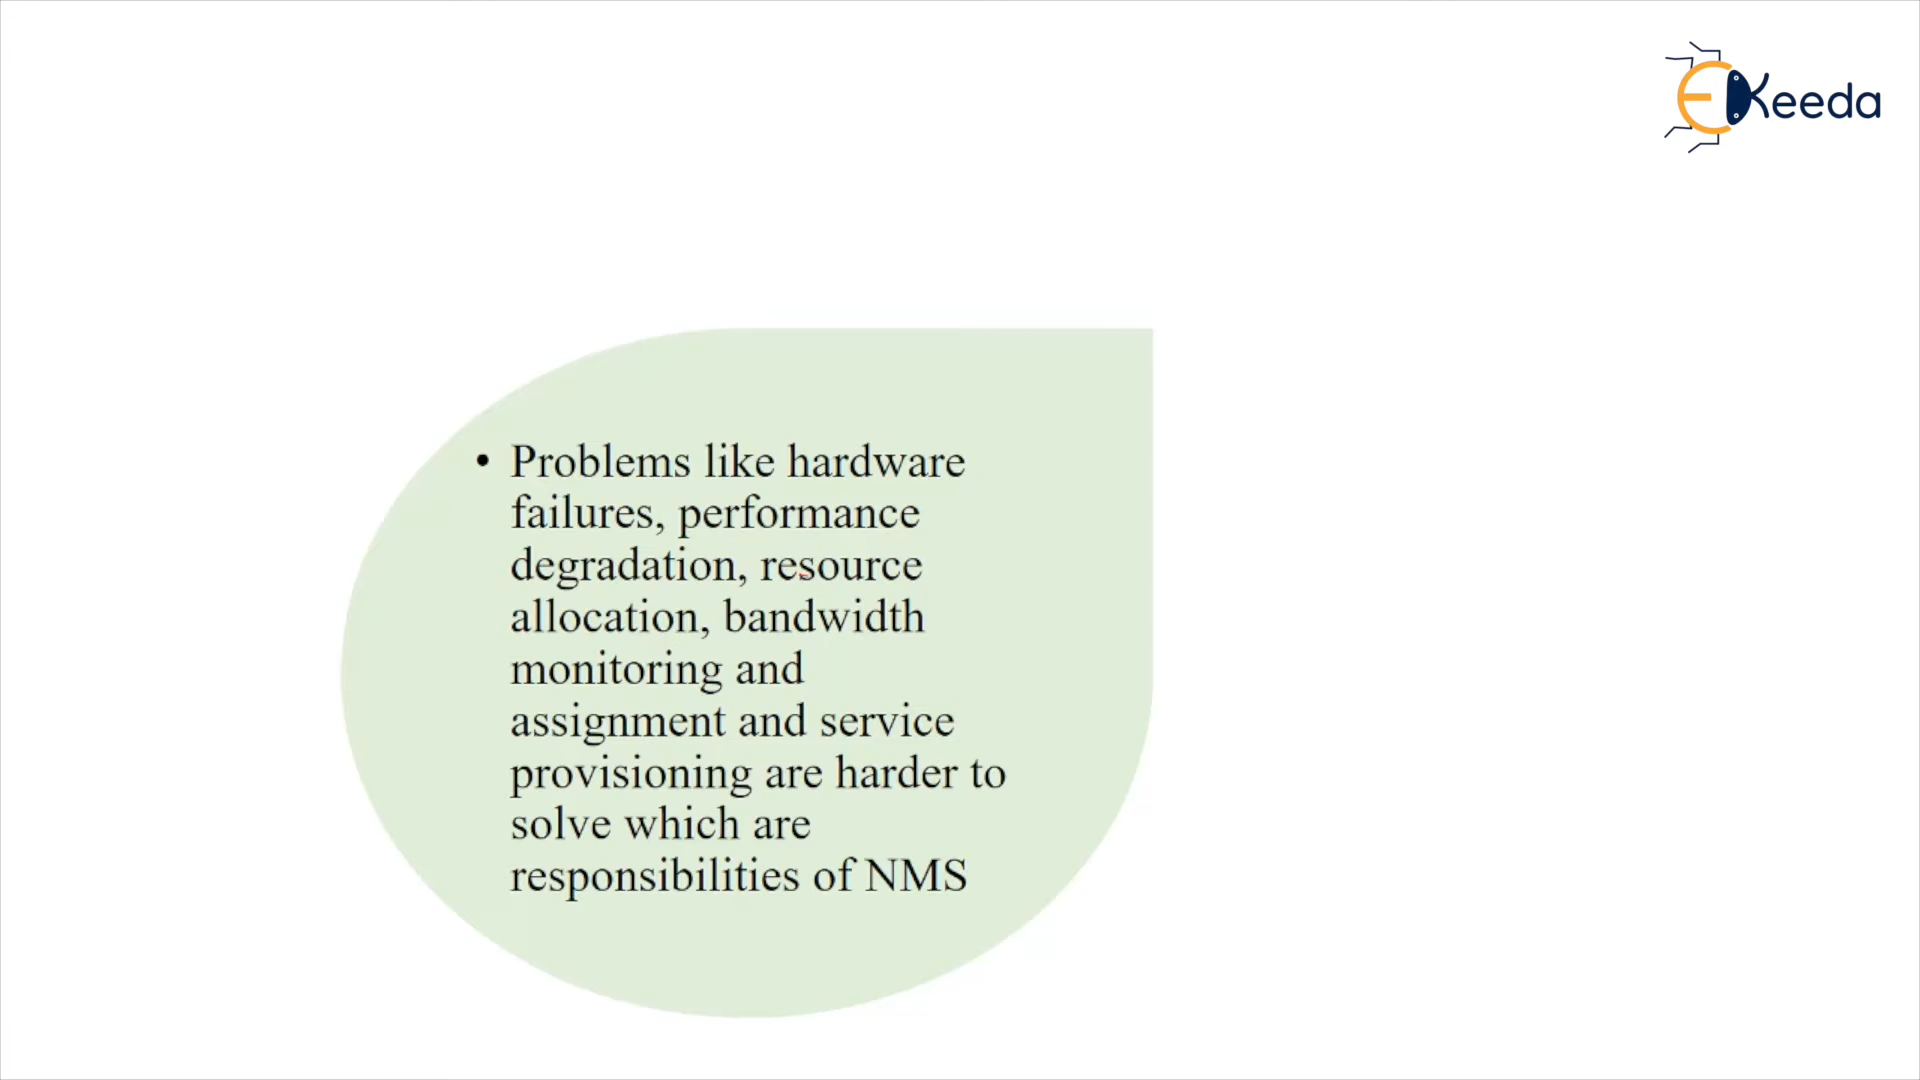 EKeeda
• Problems like hardware
failures, performance
degradation, resource
allocation, bandwidth
monitoring and
assignment and service
provisioning are harder to
solve which are
responsibilities of NMS